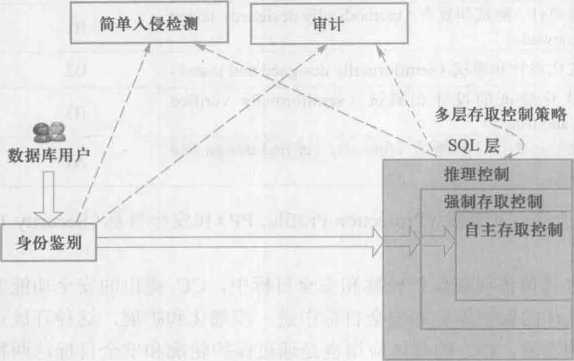 简单入侵检测
审计
多层存取控制策略
数据库用户
SQL 层
推理控制
强制存取控制
自主存取控制
身份鉴别